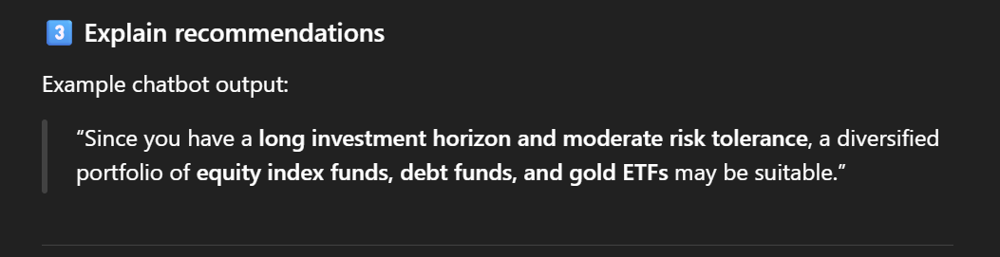 3 Explain recommendations
Example chatbot output:
“Since you have a long investment horizon and moderate risk tolerance, a diversified
portfolio of equity index funds, debt funds, and gold ETFs may be suitable.”